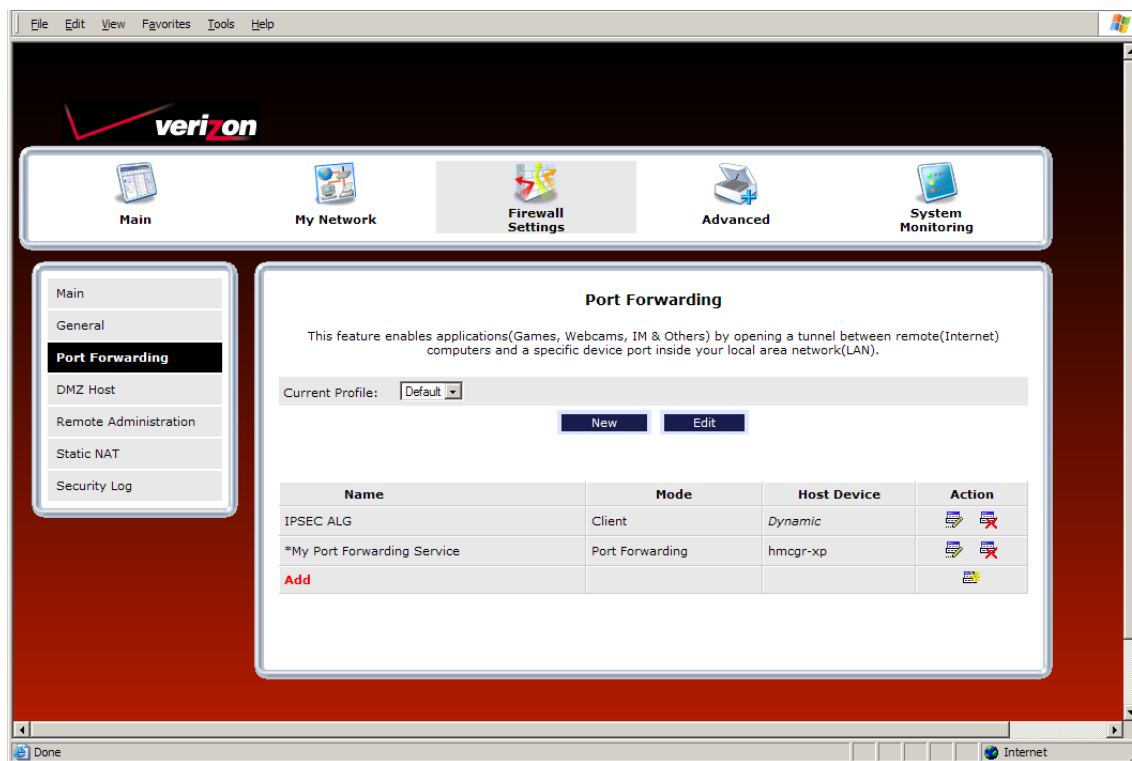 File Edit View Favorites Tools Help
verizon
Main
My Network
Firewall
Settings
Advanced
System
Monitoring
Main
General
Port Forwarding
DMZ Host
Remote Administration
Static NAT
Security Log
Port Forwarding
This feature enables applications(Games, Webcams, IM & Others) by opening a tunnel between remote(Internet)
computers and a specific device port inside your local area network(LAN).
Current Profile: Default
New Edit
Name Mode Host Device Action
IPSEC ALG Client Dynamic
*My Port Forwarding Service Port Forwarding hmcgr-xp
Add
Done Internet